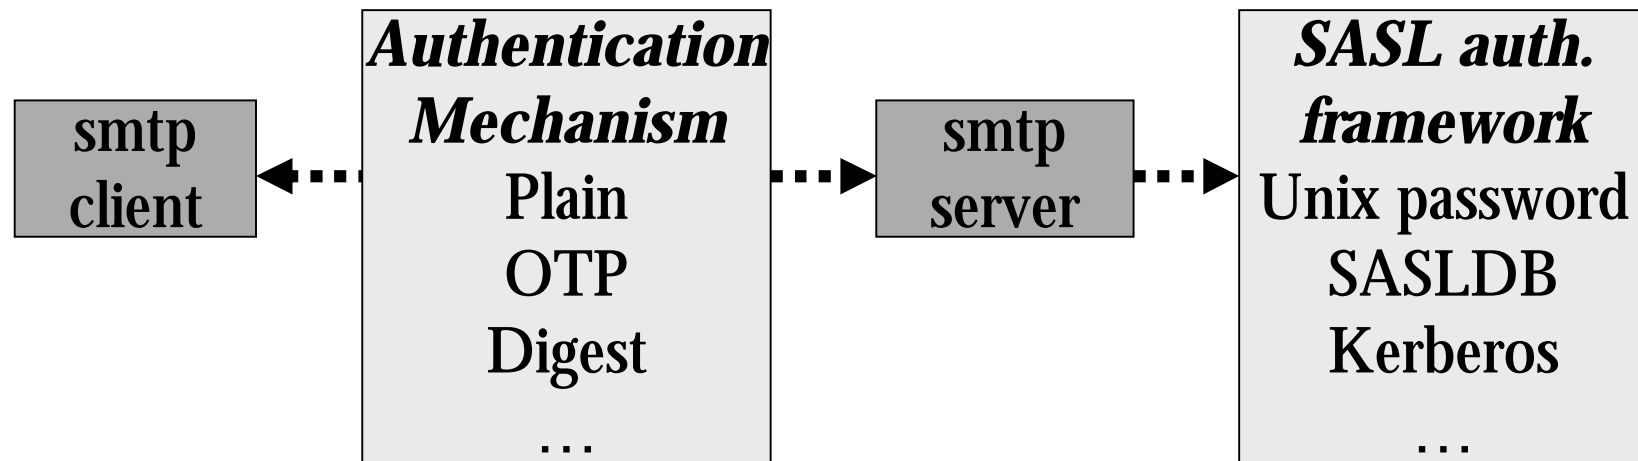 smtp
client
Authentication
Mechanism
Plain
OTP
Digest
...
smtp
server
SASL auth.
framework
Unix password
SASLDB
Kerberos
...